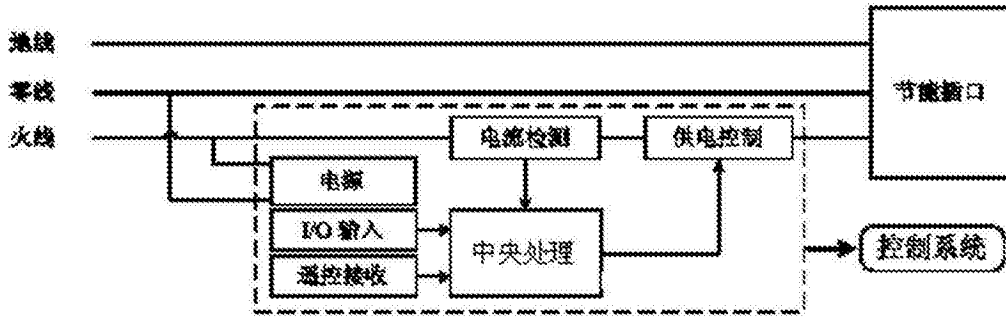 地线
零线
节能插口
火线
电流检测
供电控制
电源
I/O 输入
中央处理
控制系统
遥控接收